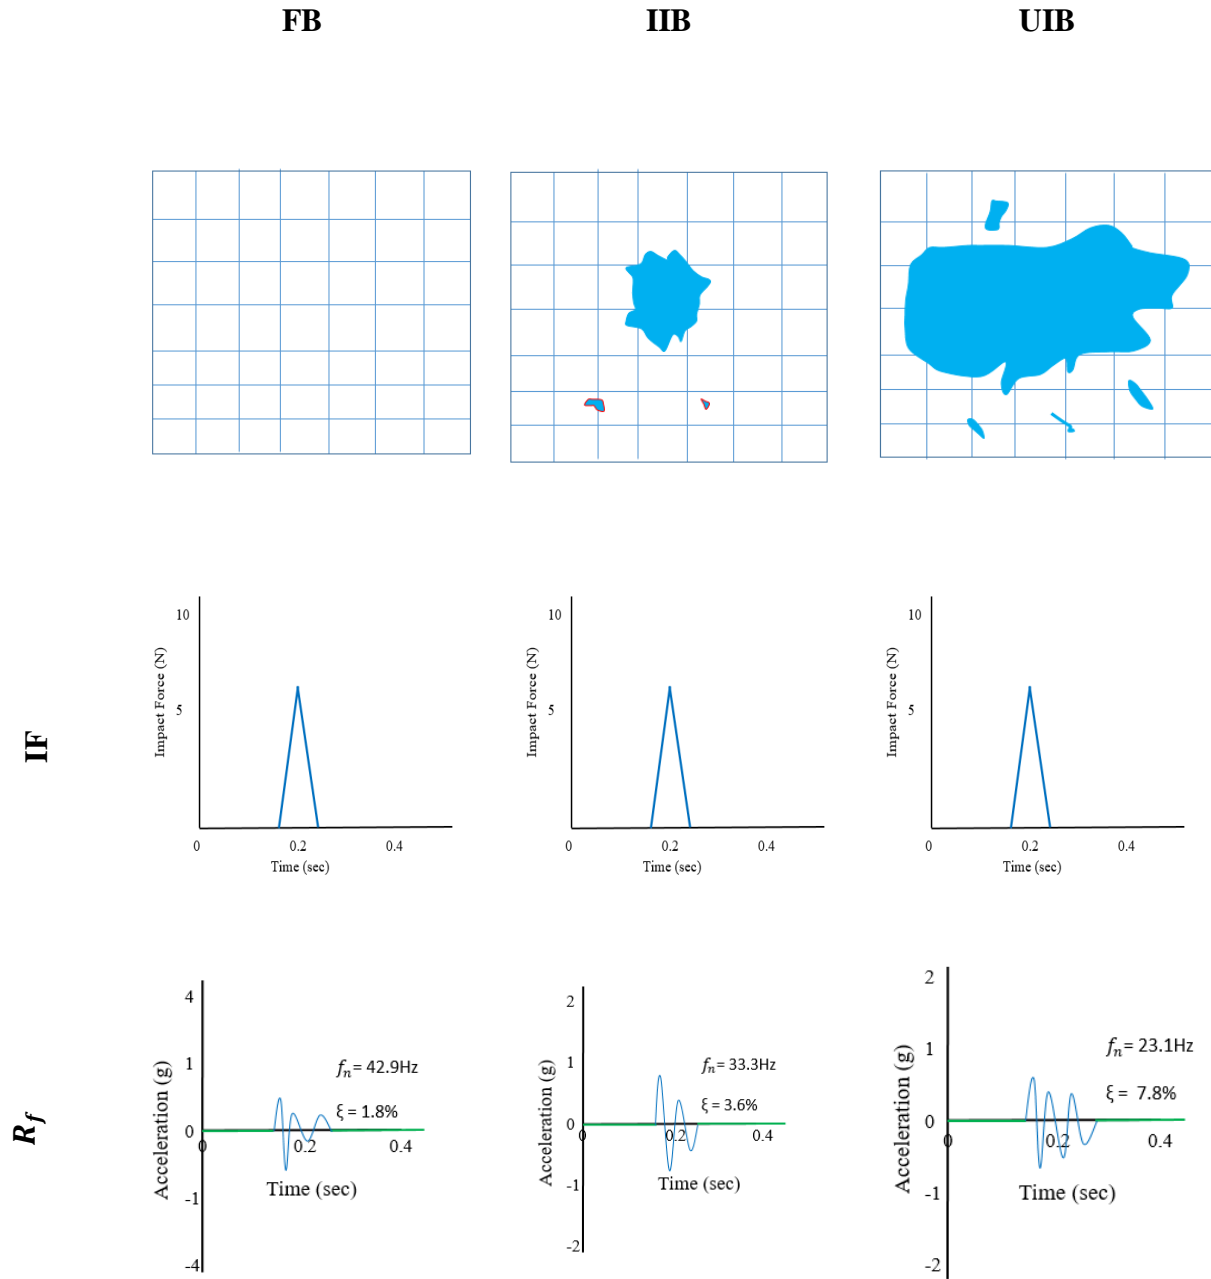 FB IIB UIB
IF
10
5
Impact Force (N)
0 0.2 0.4
Time (sec)
10
5
Impact Force (N)
0 0.2 0.4
Time (sec)
10
5
Impact Force (N)
0 0.2 0.4
Time (sec)
R_f
4
1
0
-1
-4
Acceleration (g)
fₙ= 42.9Hz
ξ = 1.8%
0 0.2 0.4
Time (sec)
2
1
0
-1
-2
Acceleration (g)
fₙ= 33.3Hz
ξ = 3.6%
0 0.2 0.4
Time (sec)
2
1
0
-1
-2
Acceleration (g)
fₙ= 23.1Hz
ξ = 7.8%
0 0.2 0.4
Time (sec)